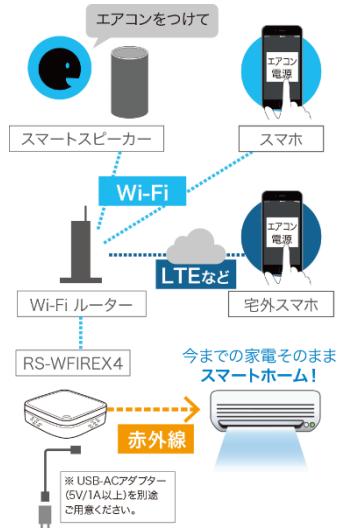 エアコンをつけて
エアコン
電源
スマートスピーカー
スマホ
Wi-Fi
エアコン
電源
LTEなど
Wi-Fi ルーター
宅外スマホ
RS-WFIREX4
今までの家電そのまま
スマートホーム！
赤外線
※ USB-ACアダプター
(5V/1A以上)を別途
ご用意ください。